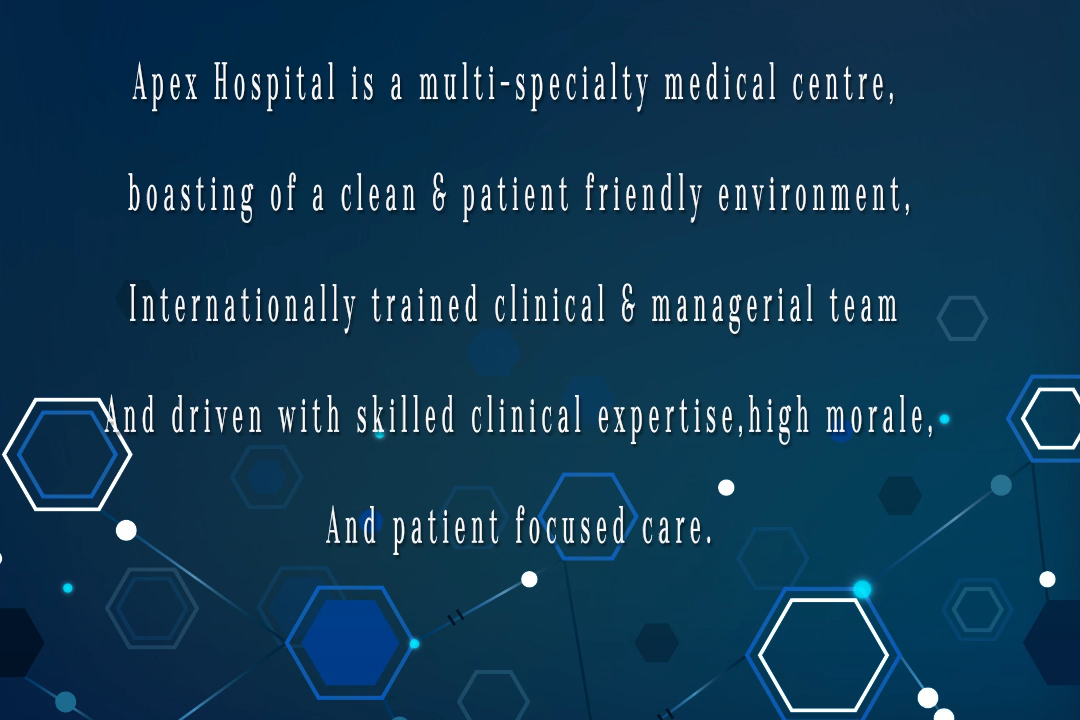 Apex Hospital is a multi-specialty medical centre,
boasting of a clean & patient friendly environment,
Internationally trained clinical & managerial team
And driven with skilled clinical expertise,high morale,
And patient focused care.